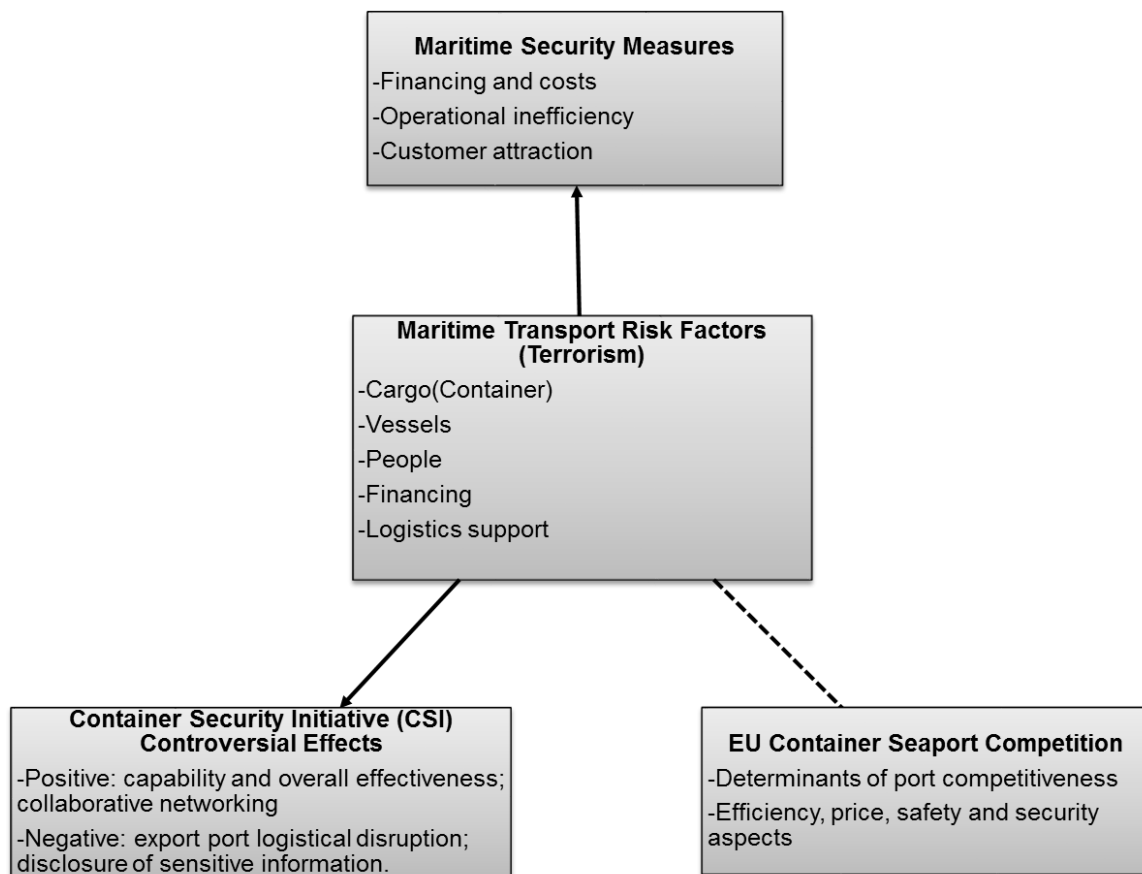 Maritime Security Measures
-Financing and costs
-Operational inefficiency
-Customer attraction
Maritime Transport Risk Factors
(Terrorism)
-Cargo(Container)
-Vessels
-People
-Financing
-Logistics support
Container Security Initiative (CSI)
Controversial Effects
-Positive: capability and overall effectiveness;
collaborative networking
-Negative: export port logistical disruption;
disclosure of sensitive information.
EU Container Seaport Competition
-Determinants of port competitiveness
-Efficiency, price, safety and security
aspects